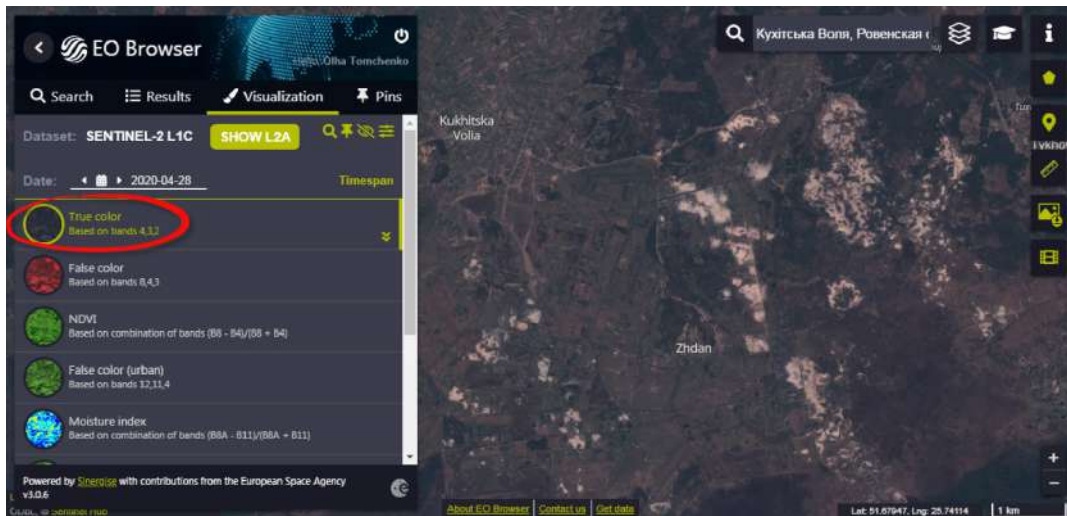 EO Browser
Olha Tomchenko
Search
Results
Visualization
Pins
Dataset: SENTINEL-2 L1C
SHOW L2A
Date: 2020-04-28
Timespan
True color
Based on bands 4,3,2
False color
Based on bands 8,4,3
NDVI
Based on combination of bands (B8 - B4)/(B8 + B4)
False color (urban)
Based on bands 12,11,4
Moisture index
Based on combination of bands (B8A - B11)/(B8A + B11)
Powered by Sinergise with contributions from the European Space Agency
v3.0.6
Кухітська Воля, Ровенская
Kukhitska
Volia
Zhdan
About EO Browser
Contact us
Get data
Lat: 51.67947, Lng: 25.74114
1 km